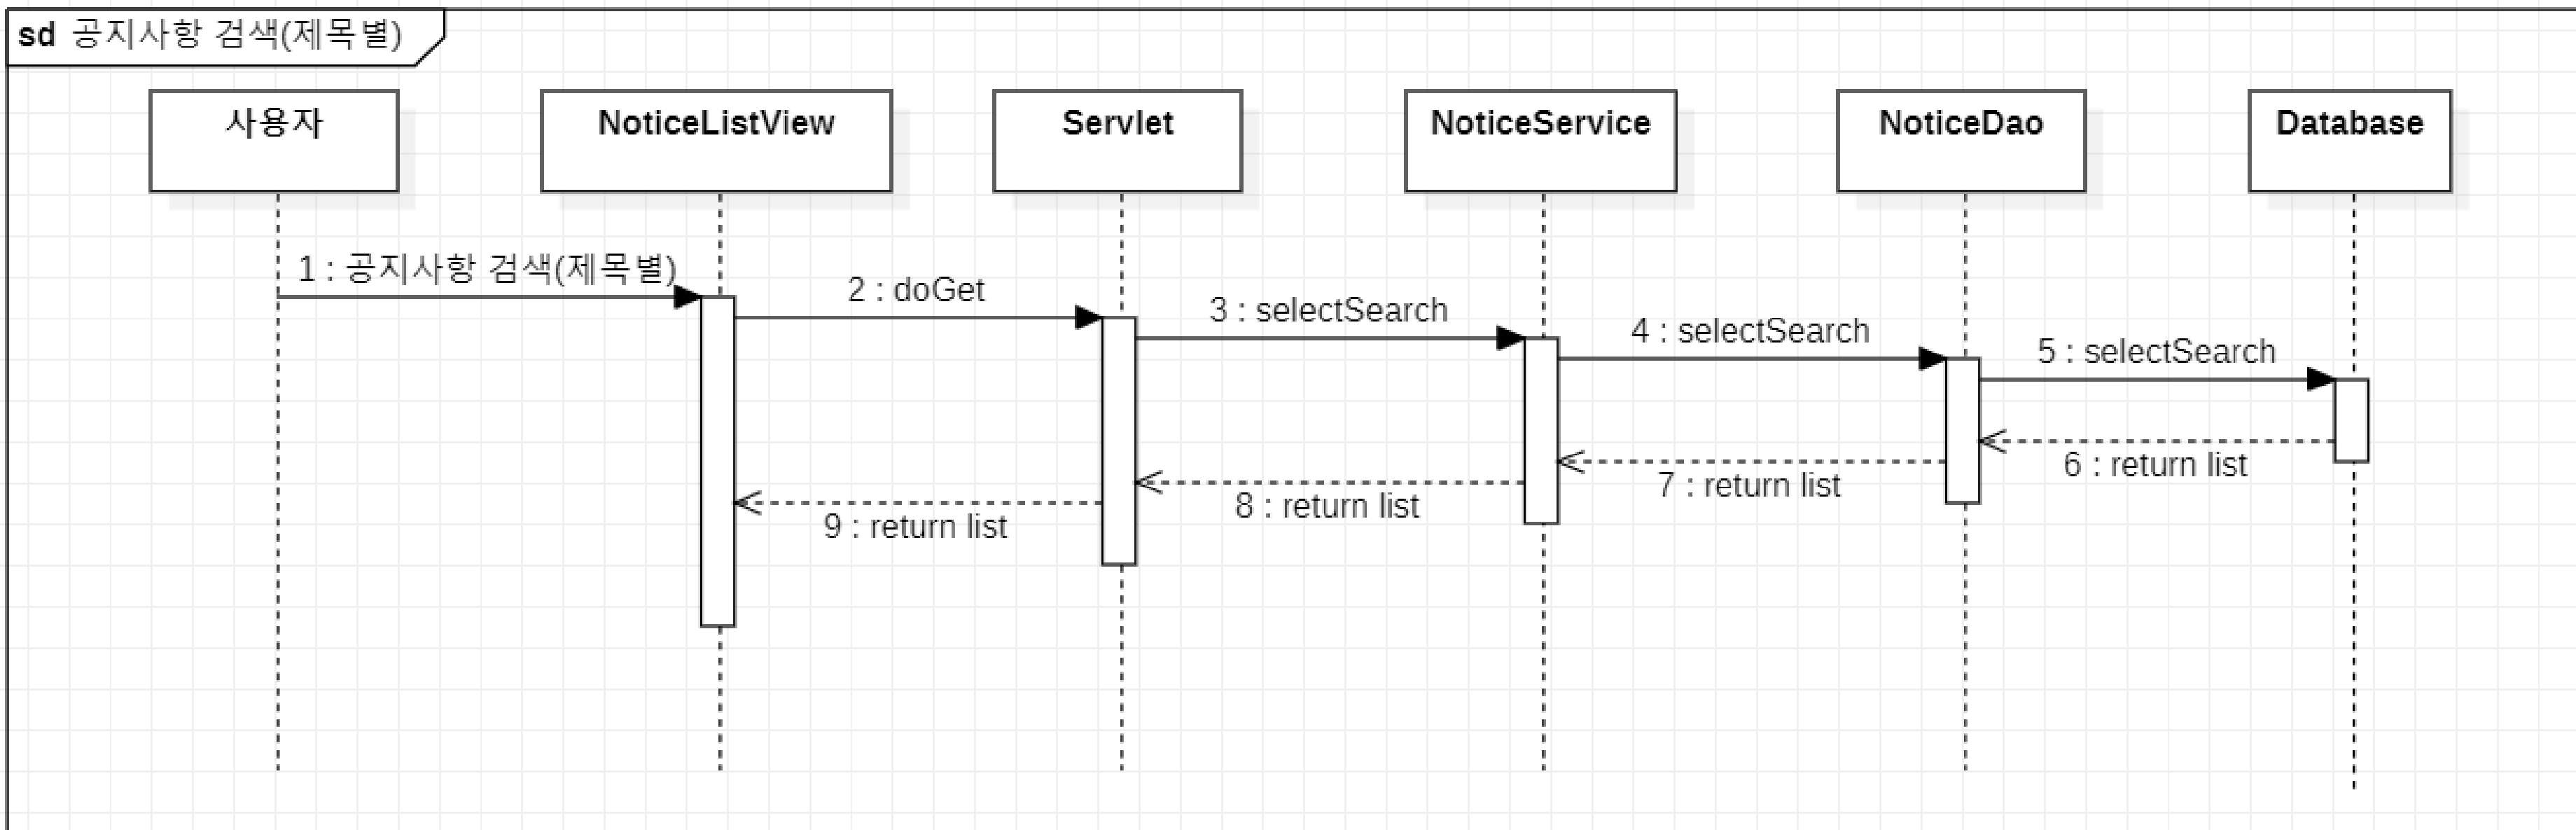 sd 공지사항 검색(제목별)
사용자
NoticeListView
Servlet
NoticeService
NoticeDao
Database
1 : 공지사항 검색(제목별)
2 : doGet
3 : selectSearch
4 : selectSearch
5 : selectSearch
6 : return list
7 : return list
8 : return list
9 : return list